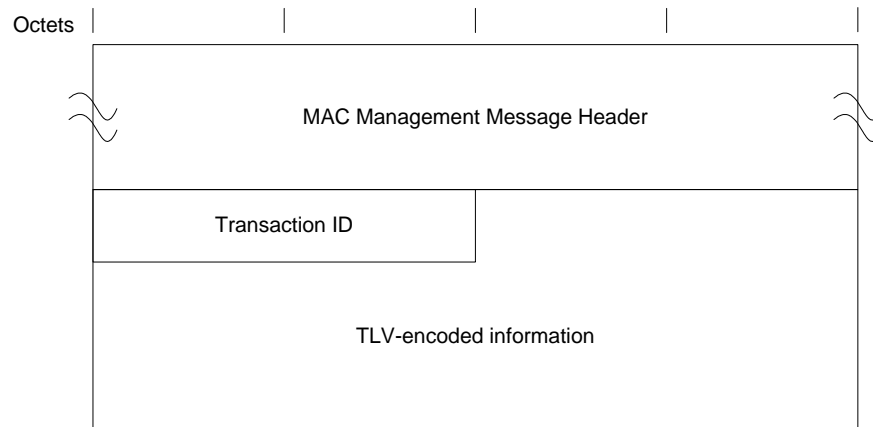 Octets
MAC Management Message Header
Transaction ID
TLV-encoded information